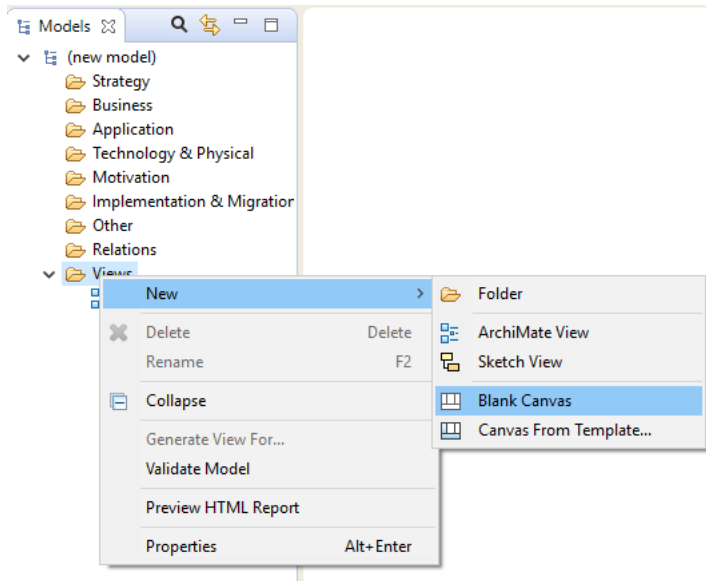 Models
(new model)
Strategy
Business
Application
Technology & Physical
Motivation
Implementation & Migration
Other
Relations
Views
New
Delete Delete
Rename F2
Collapse
Generate View For...
Validate Model
Preview HTML Report
Properties Alt+Enter
Folder
ArchiMate View
Sketch View
Blank Canvas
Canvas From Template...